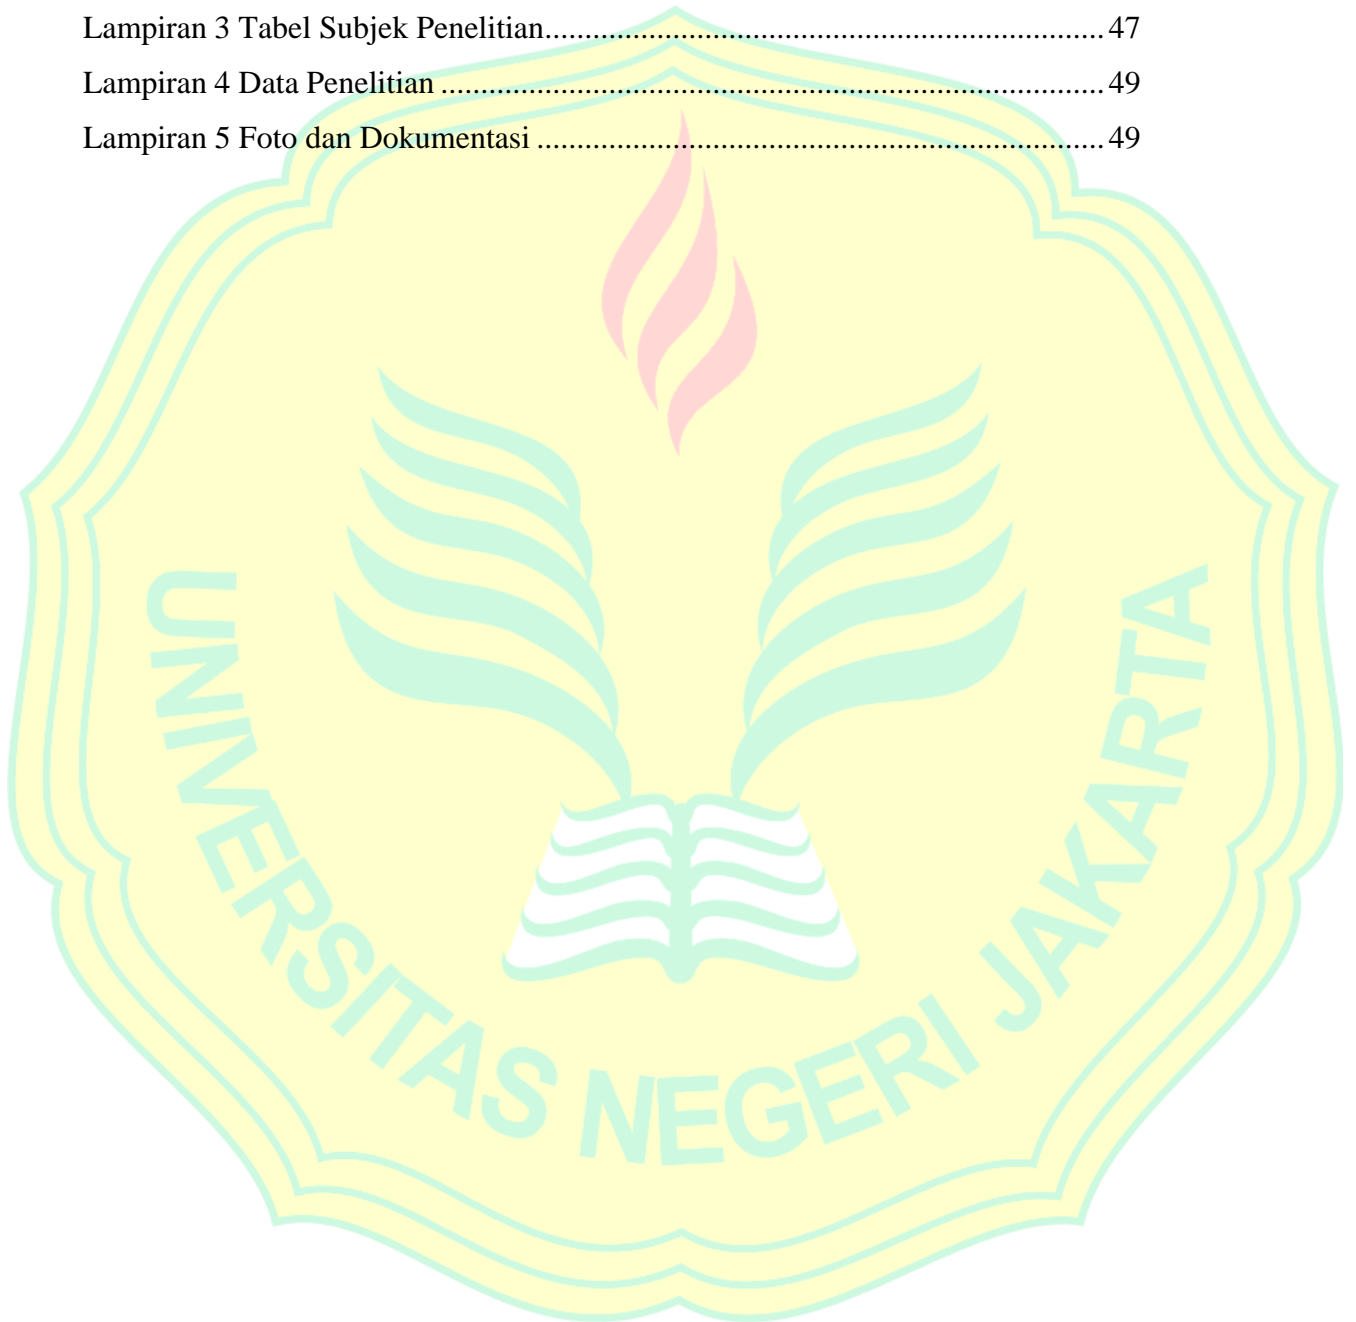 Lampiran 3 Tabel Subjek Penelitian....................................................................... 47
Lampiran 4 Data Penelitian .................................................................................... 49
Lampiran 5 Foto dan Dokumentasi ........................................................................ 49
UNIVERSITAS NEGERI JAKARTA